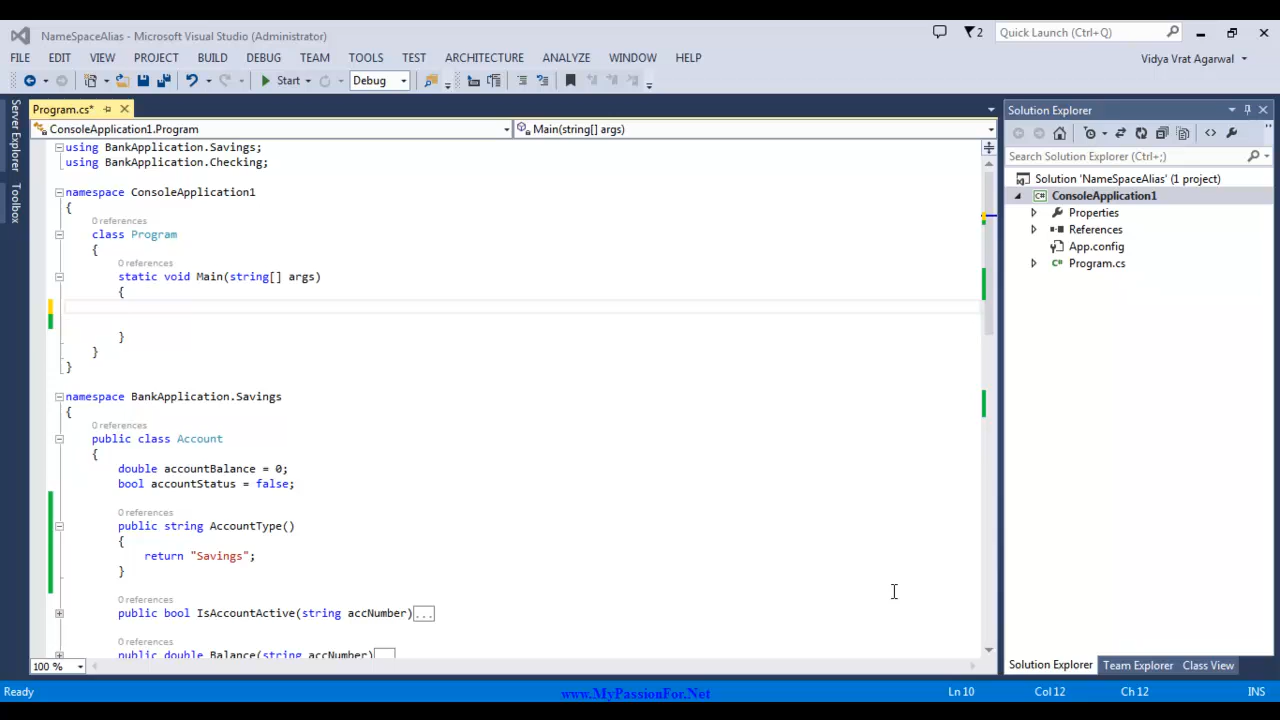 NameSpaceAlias - Microsoft Visual Studio (Administrator)
2
Quick Launch (Ctrl+Q)
FILE EDIT VIEW PROJECT BUILD DEBUG TEAM TOOLS TEST ARCHITECTURE ANALYZE WINDOW HELP
Vidya Vrat Agarwal
Start
Debug
Server Explorer
Toolbox
Program.cs*
ConsoleApplication1.Program
Main(string[] args)
using BankApplication.Savings;
using BankApplication.Checking;
namespace ConsoleApplication1
{
0 references
class Program
{
0 references
static void Main(string[] args)
{
}
}
}
namespace BankApplication.Savings
{
0 references
public class Account
{
double accountBalance = 0;
bool accountStatus = false;
0 references
public string AccountType()
{
return "Savings";
}
0 references
public bool IsAccountActive(string accNumber)...
0 references
public double Balance(string accNumber)
100 %
Solution Explorer
Search Solution Explorer (Ctrl+;)
Solution 'NameSpaceAlias' (1 project)
C# ConsoleApplication1
Properties
References
App.config
C# Program.cs
Solution Explorer Team Explorer Class View
Ready
www.MyPassionFor.Net
Ln 10 Col 12 Ch 12 INS